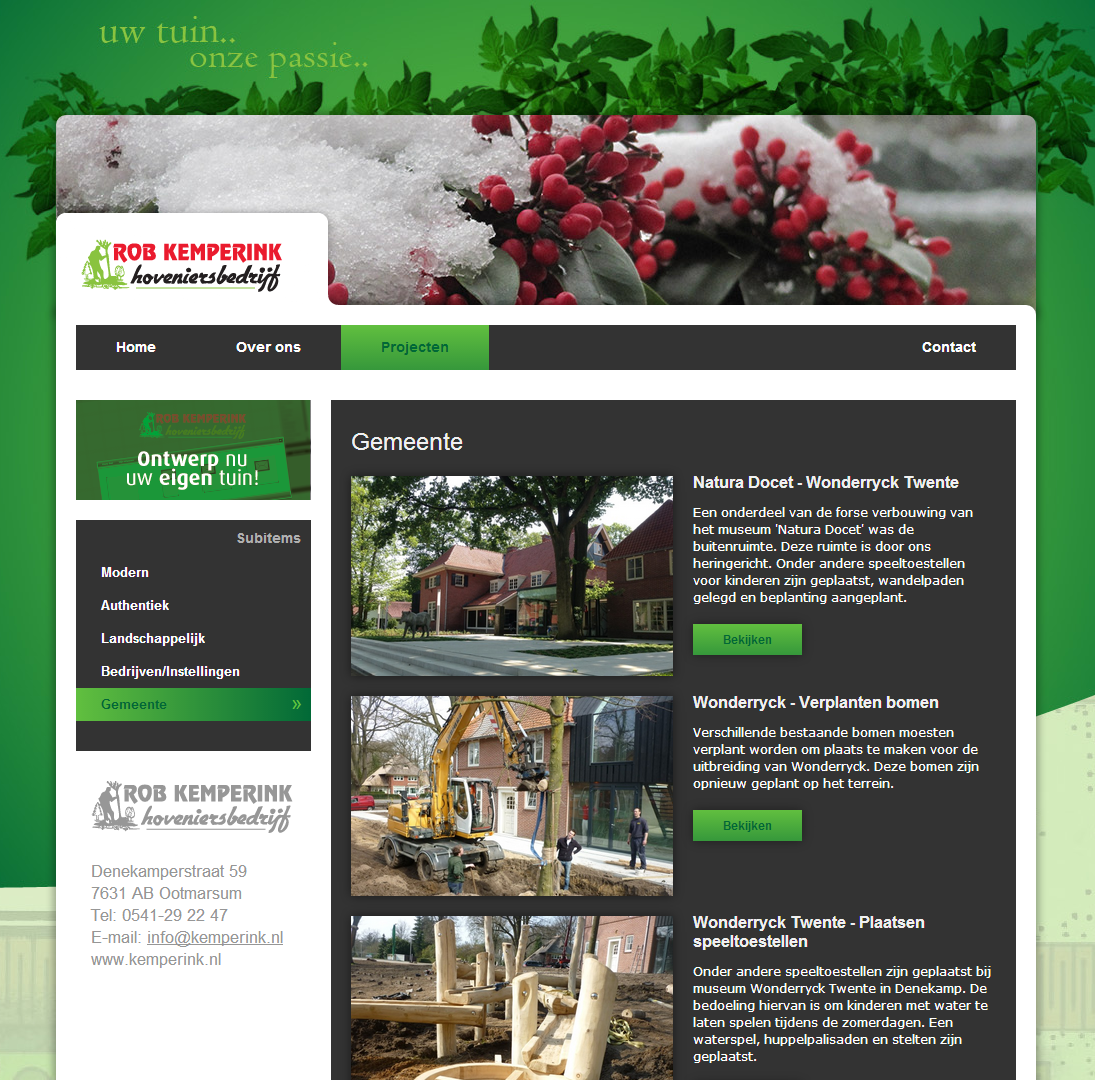 uw tuin..
onze passie..
ROB KEMPERINK
hoveniersbedrijf
Home
Over ons
Projecten
Contact
ROB KEMPERINK
hoveniersbedrijf
Ontwerp nu
uw eigen tuin!
Subitems
Modern
Authentiek
Landschappelijk
Bedrijven/Instellingen
Gemeente »
ROB KEMPERINK
hoveniersbedrijf
Denekamperstraat 59
7631 AB Ootmarsum
Tel: 0541-29 22 47
E-mail: info@kemperink.nl
www.kemperink.nl
Gemeente
Natura Docet - Wonderryck Twente
Een onderdeel van de forse verbouwing van
het museum 'Natura Docet' was de
buitenruimte. Deze ruimte is door ons
heringericht. Onder andere speeltoestellen
voor kinderen zijn geplaatst, wandelpaden
gelegd en beplanting aangeplant.
Bekijken
Wonderryck - Verplanten bomen
Verschillende bestaande bomen moesten
verplant worden om plaats te maken voor de
uitbreiding van Wonderryck. Deze bomen zijn
opnieuw geplant op het terrein.
Bekijken
Wonderryck Twente - Plaatsen
speeltoestellen
Onder andere speeltoestellen zijn geplaatst bij
museum Wonderryck Twente in Denekamp. De
bedoeling hiervan is om kinderen met water te
laten spelen tijdens de zomerdagen. Een
waterspel, huppelpalisaden en stelten zijn
geplaatst.